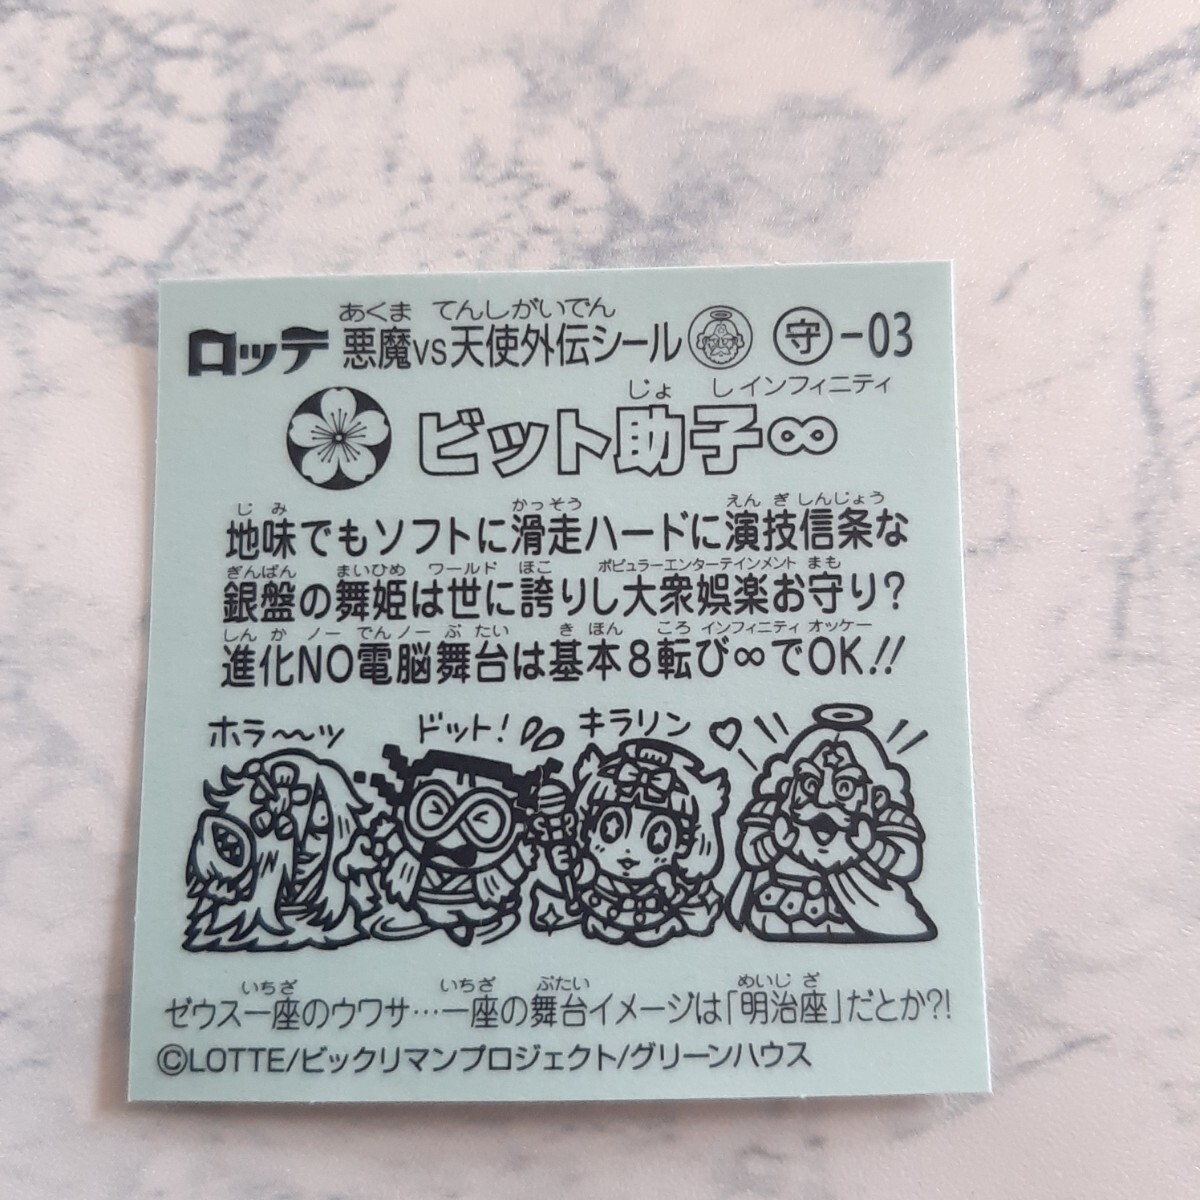 あくま てんしがいでん
ロッテ 悪魔VS天使外伝シール 守-03
じょ し インフィニティ
ビット助子∞
じみ かっそう えんぎしんじょう
地味でもソフトに滑走ハードに演技信条な
ぎんばん まいひめ ワールド ほこ ポピュラーエンターテインメント まも
銀盤の舞姫は世に誇りし大衆娯楽お守り?
しんかノーでんノーぶたい きほん ころ インフィニティ オッケー
進化NO電脳舞台は基本8転び∞でOK!!
ホラ〜〜ッ ドット! キラリン
いちざ いちざ ぶたい めいじざ
ゼウス一座のウワサ…一座の舞台イメージは「明治座」だとか?!
©LOTTE/ビックリマンプロジェクト/グリーンハウス